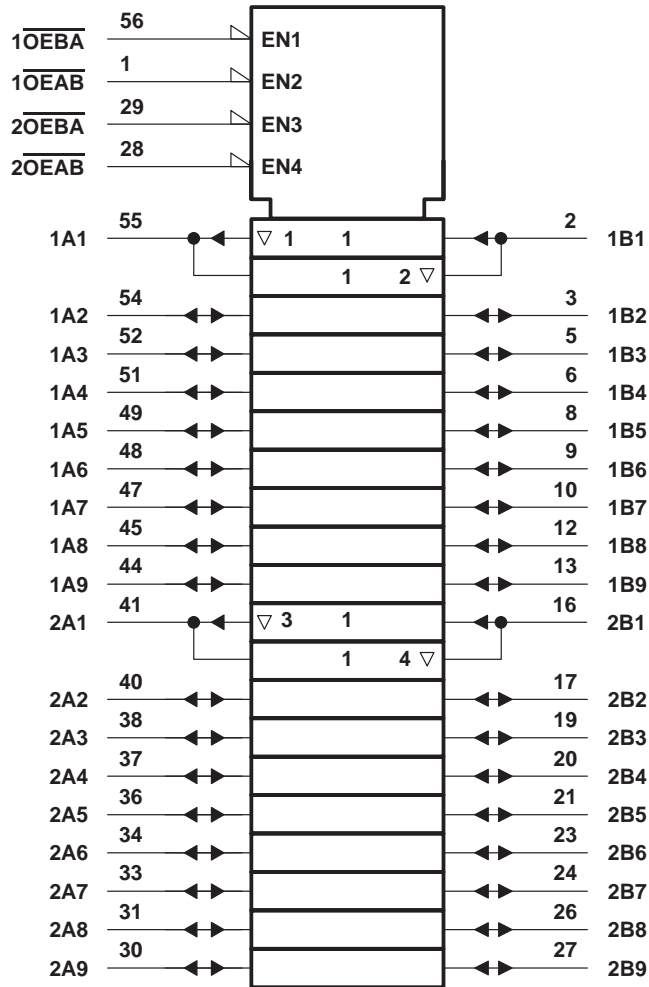 56
1O̅E̅B̅A̅ EN1
1
1O̅E̅A̅B̅ EN2
29
2O̅E̅B̅A̅ EN3
28
2O̅E̅A̅B̅ EN4
55 2
1A1 ▽ 1 1 1B1
1 2 ▽
54 3
1A2 1B2
52 5
1A3 1B3
51 6
1A4 1B4
49 8
1A5 1B5
48 9
1A6 1B6
47 10
1A7 1B7
45 12
1A8 1B8
44 13
1A9 1B9
41 16
2A1 ▽ 3 1 2B1
1 4 ▽
40 17
2A2 2B2
38 19
2A3 2B3
37 20
2A4 2B4
36 21
2A5 2B5
34 23
2A6 2B6
33 24
2A7 2B7
31 26
2A8 2B8
30 27
2A9 2B9